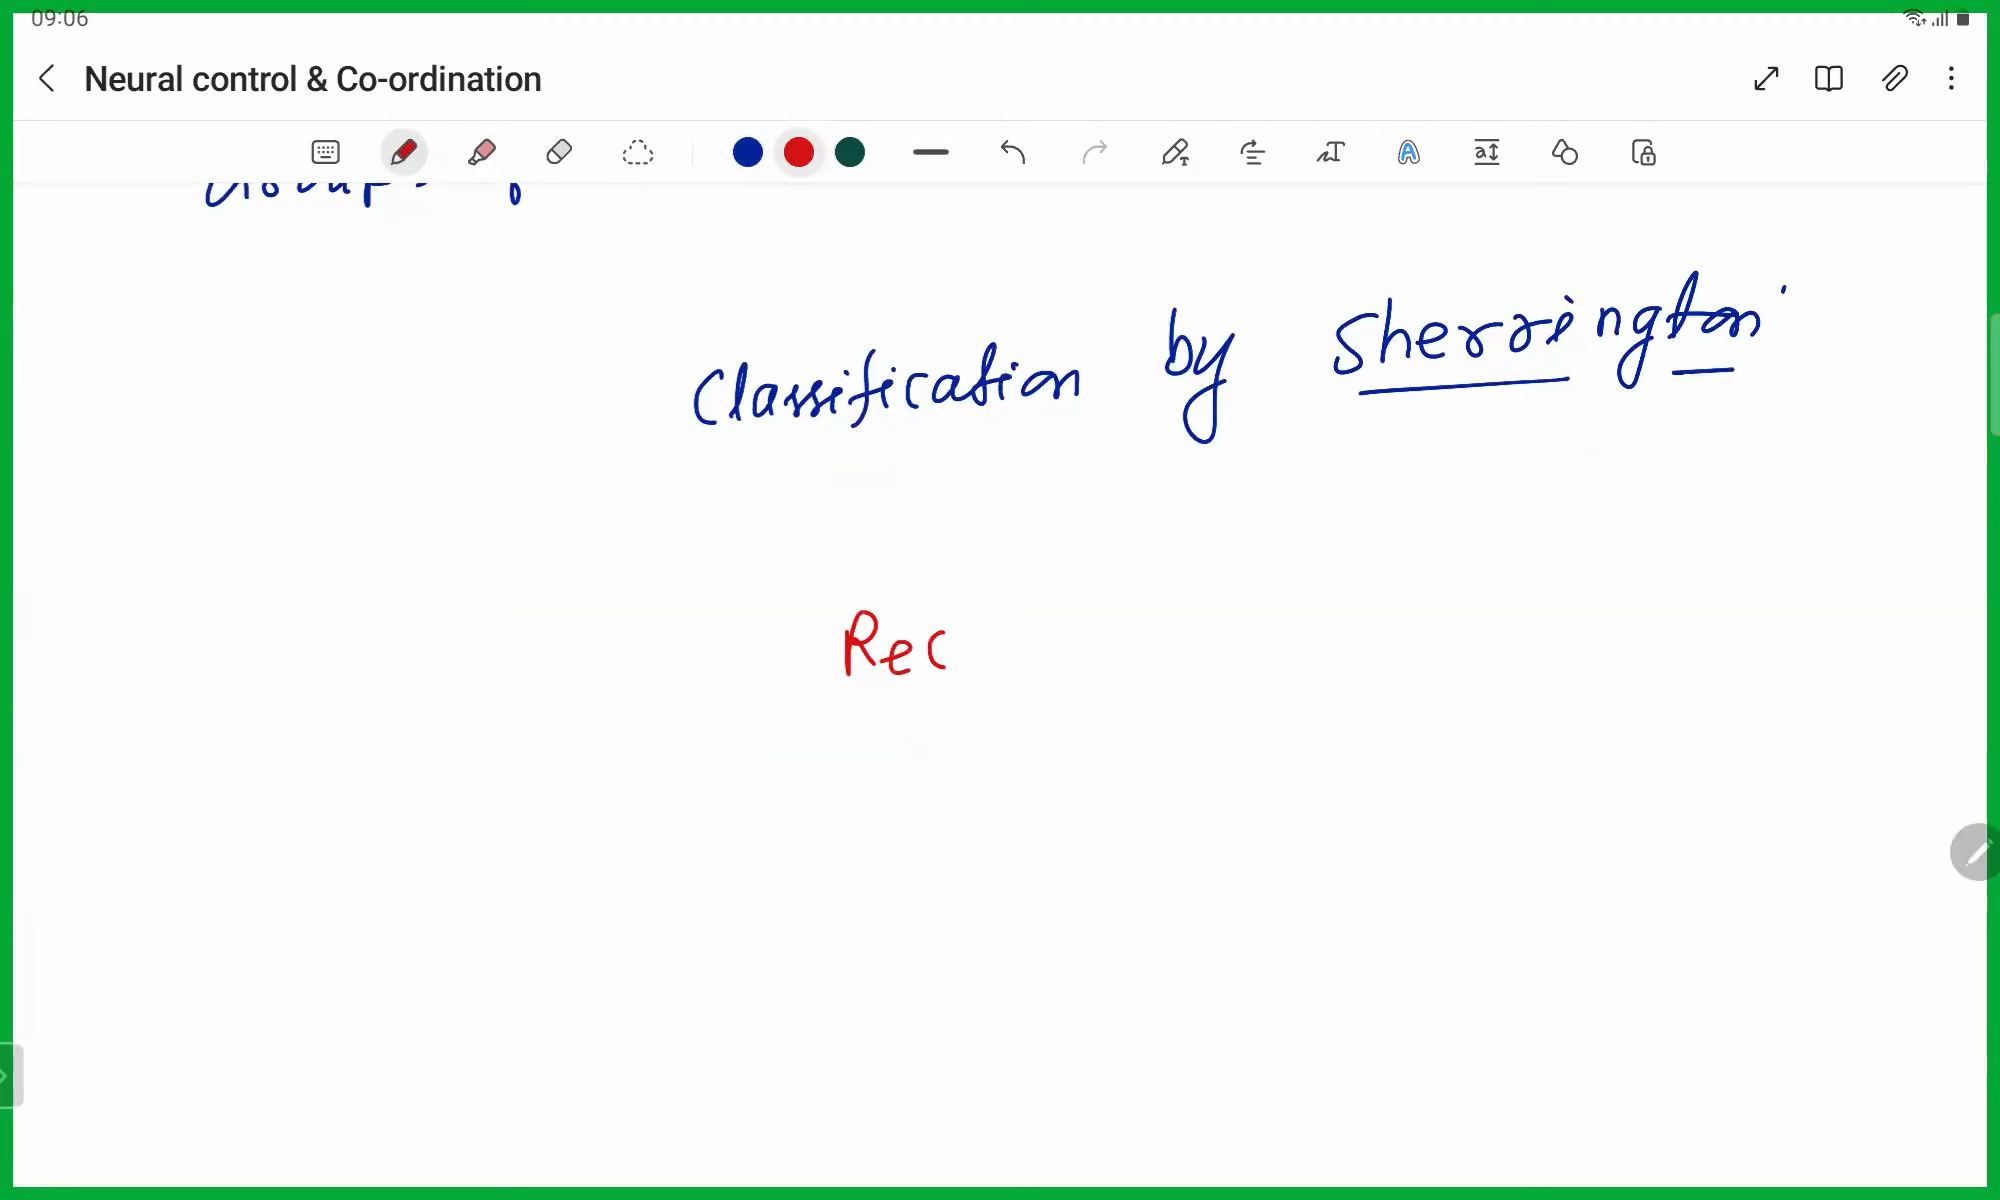 09:06
Neural control & Co-ordination
Classification by Sherrington
Rec